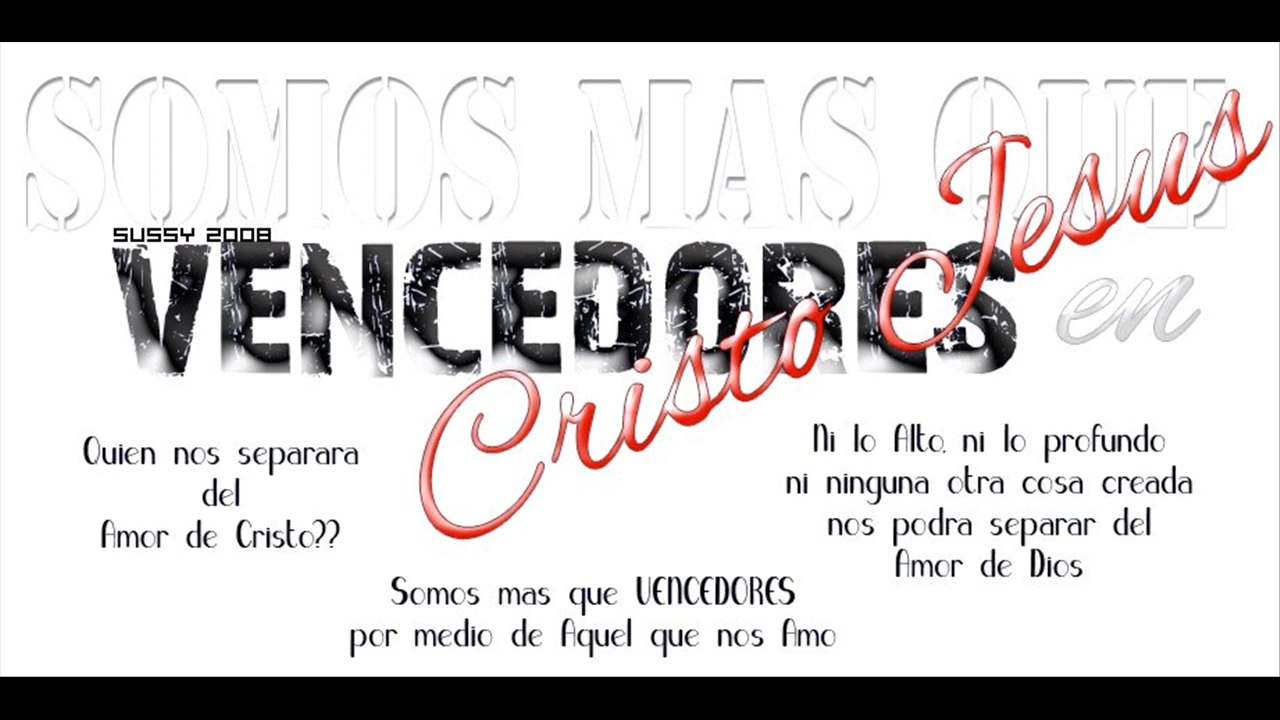 SOMOS MAS QUE
SUSSY 2008
VENCEDORES
en
Cristo Jesus
Quien nos separara
del
Amor de Cristo??
Ni lo Alto, ni lo profundo
ni ninguna otra cosa creada
nos podra separar del
Amor de Dios
Somos mas que VENCEDORES
por medio de Aquel que nos Amo